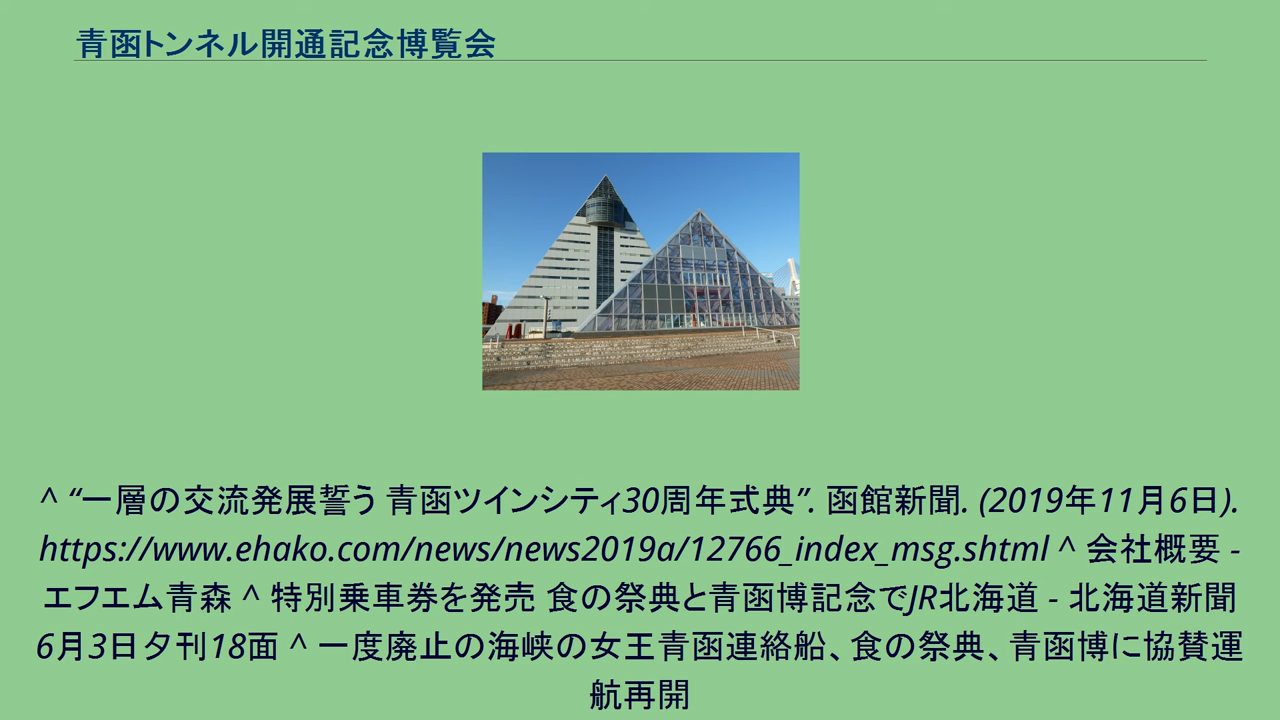 青函トンネル開通記念博覧会
^ “一層の交流発展誓う 青函ツインシティ30周年式典”. 函館新聞. (2019年11月6日).
https://www.ehako.com/news/news2019a/12766_index_msg.shtml ^ 会社概要 -
エフエム青森 ^ 特別乗車券を発売 食の祭典と青函博記念でJR北海道 - 北海道新聞
6月3日夕刊18面 ^ 一度廃止の海峡の女王青函連絡船、食の祭典、青函博に協賛運
航再開